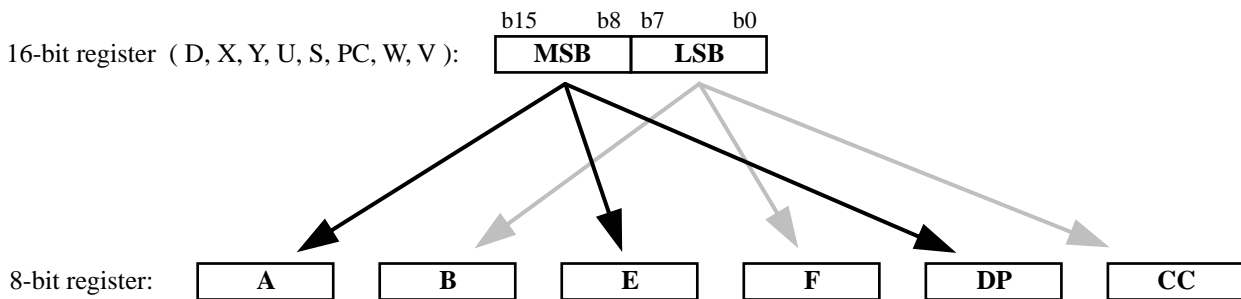 b15 b8 b7 b0
16-bit register ( D, X, Y, U, S, PC, W, V ): MSB LSB
8-bit register: A B E F DP CC